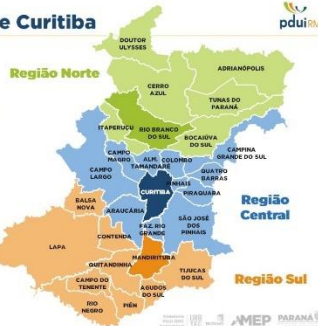 e Curitiba
pduiRM
Região Norte
DOUTOR
ULYSSES
ADRIANÓPOLIS
CERRO
AZUL
TUNAS DO
PARANÁ
ITAPERUÇU
RIO BRANCO
DO SUL
BOCAIÚVA
DO SUL
CAMPO
MAGRO
ALM.
TAMANDARÉ
COLOMBO
CAMPINA
GRANDE DO SUL
CAMPO
LARGO
QUATRO
BARRAS
CURITIBA
PINHAIS
PIRAQUARA
BALSA
NOVA
ARAUCÁRIA
SÃO JOSÉ
DOS
PINHAIS
Região
Central
FAZ. RIO
GRANDE
CONTENDA
LAPA
MANDIRITUBA
QUITANDINHA
TIJUCAS
DO SUL
Região Sul
CAMPO DO
TENENTE
AGUDOS
DO SUL
RIO
NEGRO
PIÊN
AMEP
PARANÁ